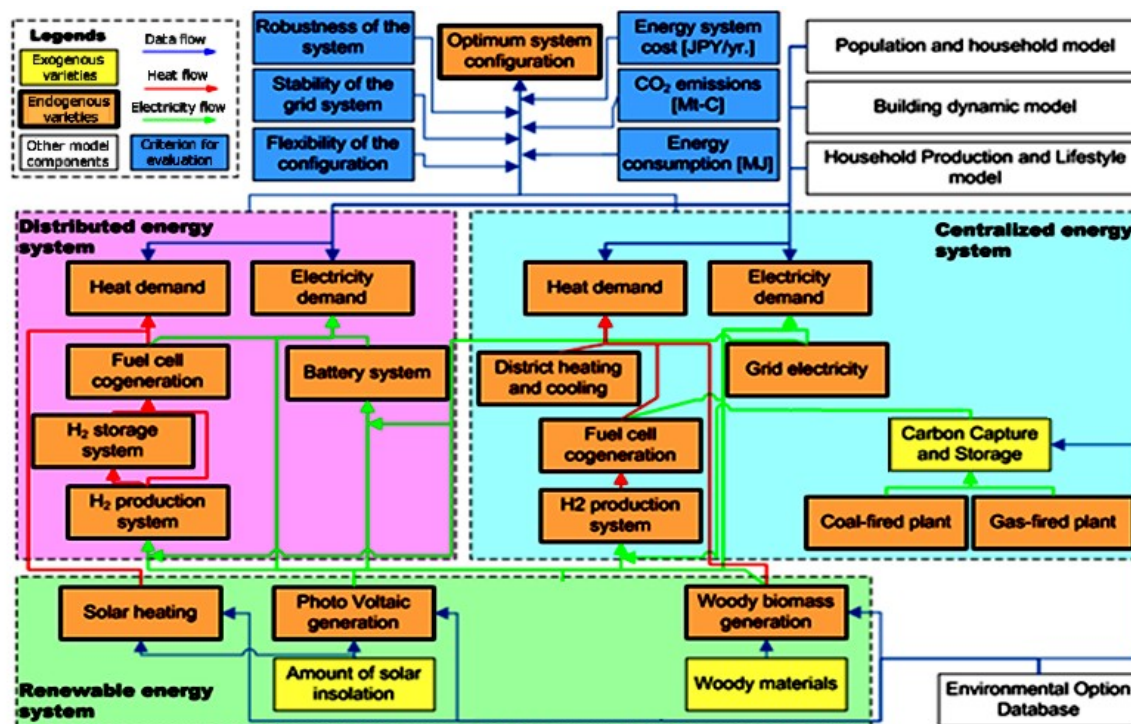 Legends
Data flow
Exogenous
varieties
Heat flow
Endogenous
varieties
Electricity flow
Other model
components
Criterion for
evaluation
Robustness of
the system
Stability of the
grid system
Flexibility of the
configuration
Optimum system
configuration
Energy system
cost [JPY/yr.]
CO₂ emissions
[Mt-C]
Energy
consumption [MJ]
Population and household model
Building dynamic model
Household Production and Lifestyle
model
Distributed energy
system
Heat demand
Electricity
demand
Fuel cell
cogeneration
Battery system
H₂ storage
system
H₂ production
system
Centralized energy
system
Heat demand
Electricity
demand
District heating
and cooling
Grid electricity
Fuel cell
cogeneration
Carbon Capture
and Storage
H2 production
system
Coal-fired plant
Gas-fired plant
Solar heating
Photo Voltaic
generation
Woody biomass
generation
Amount of solar
insolation
Woody materials
Renewable energy
system
Environmental Option
Database